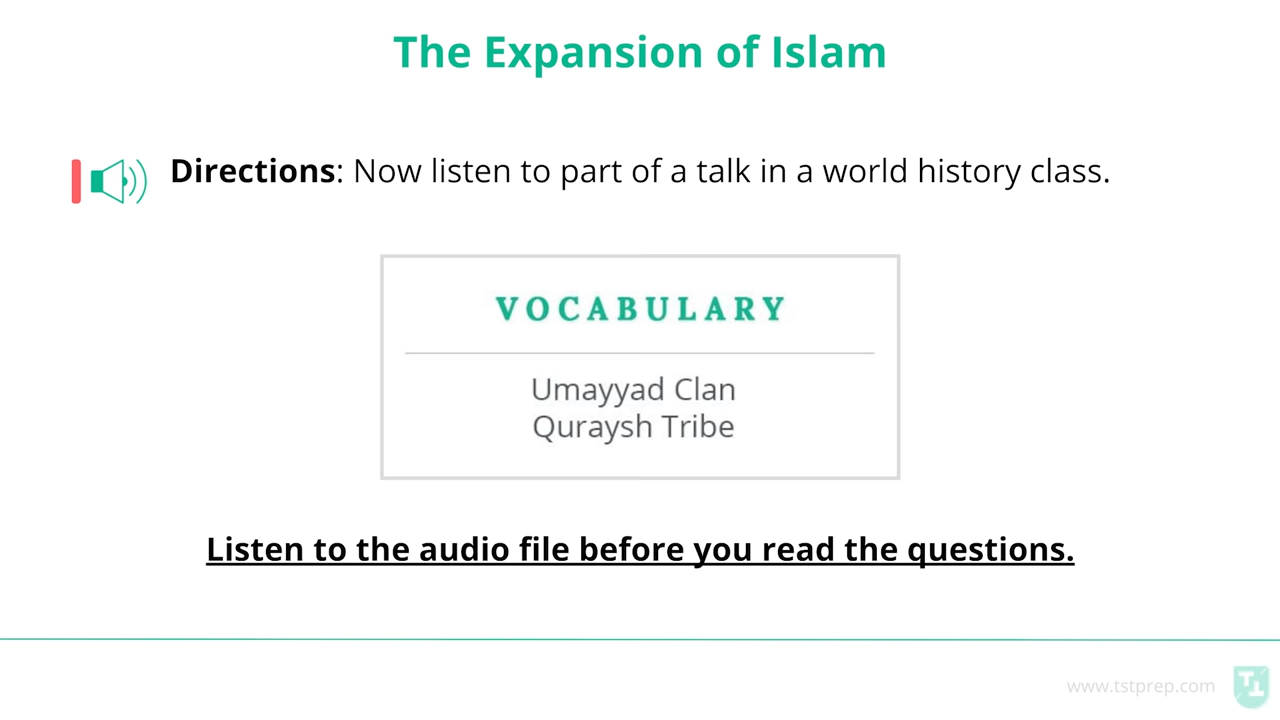 The Expansion of Islam
Directions: Now listen to part of a talk in a world history class.
VOCABULARY
Umayyad Clan
Quraysh Tribe
Listen to the audio file before you read the questions.
www.tstprep.com